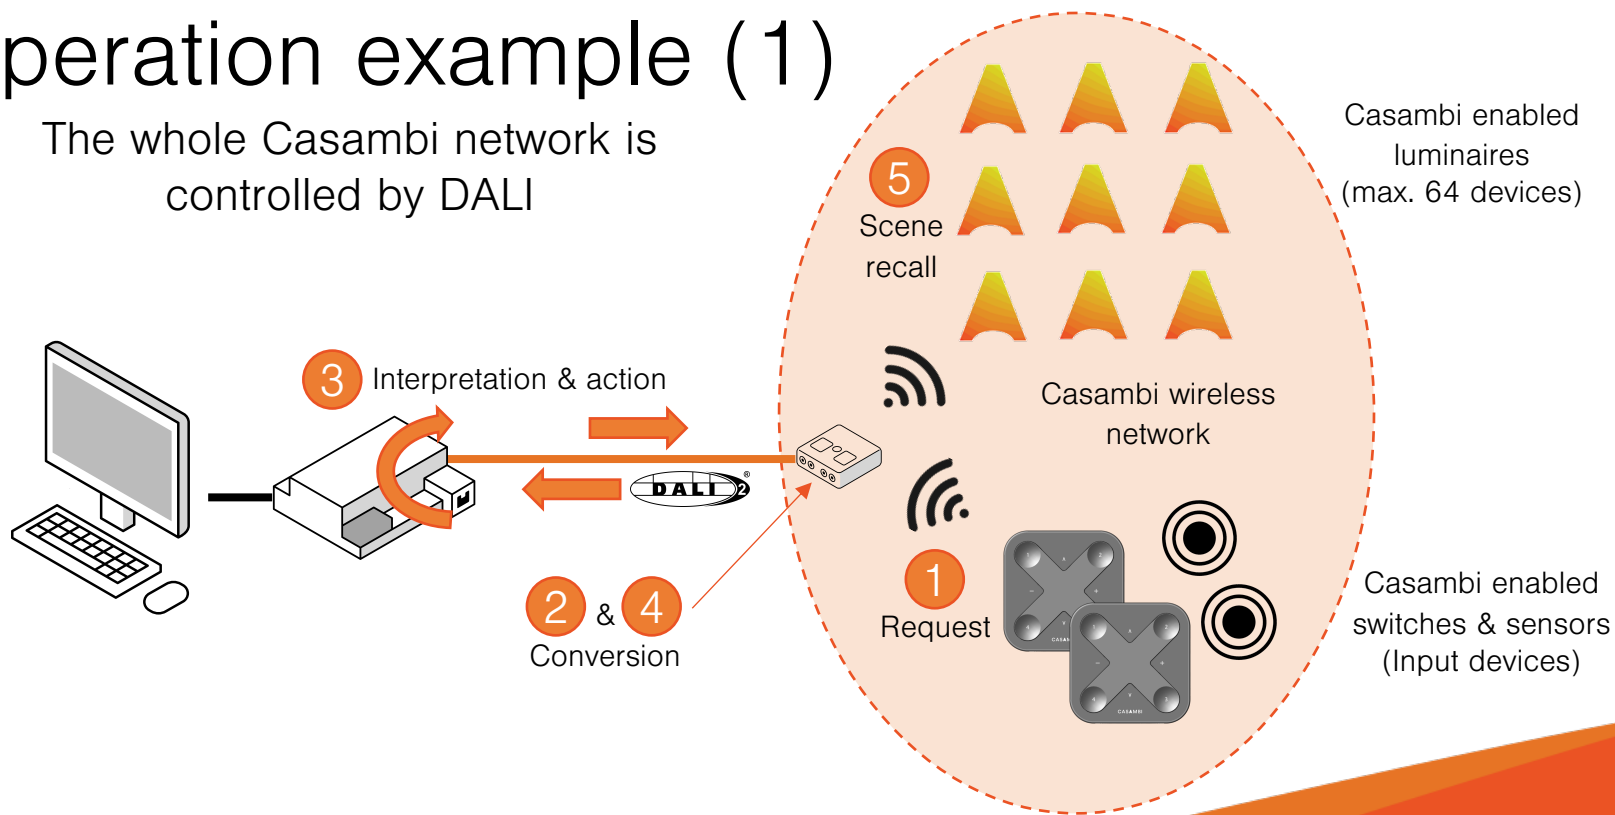 peration example (1)
The whole Casambi network is
controlled by DALI
5
Scene
recall
Casambi enabled
luminaires
(max. 64 devices)
3 Interpretation & action
Casambi wireless
network
DALI 2 ®
2 & 4
Conversion
1
Request
CASAMBI
Casambi enabled
switches & sensors
(Input devices)